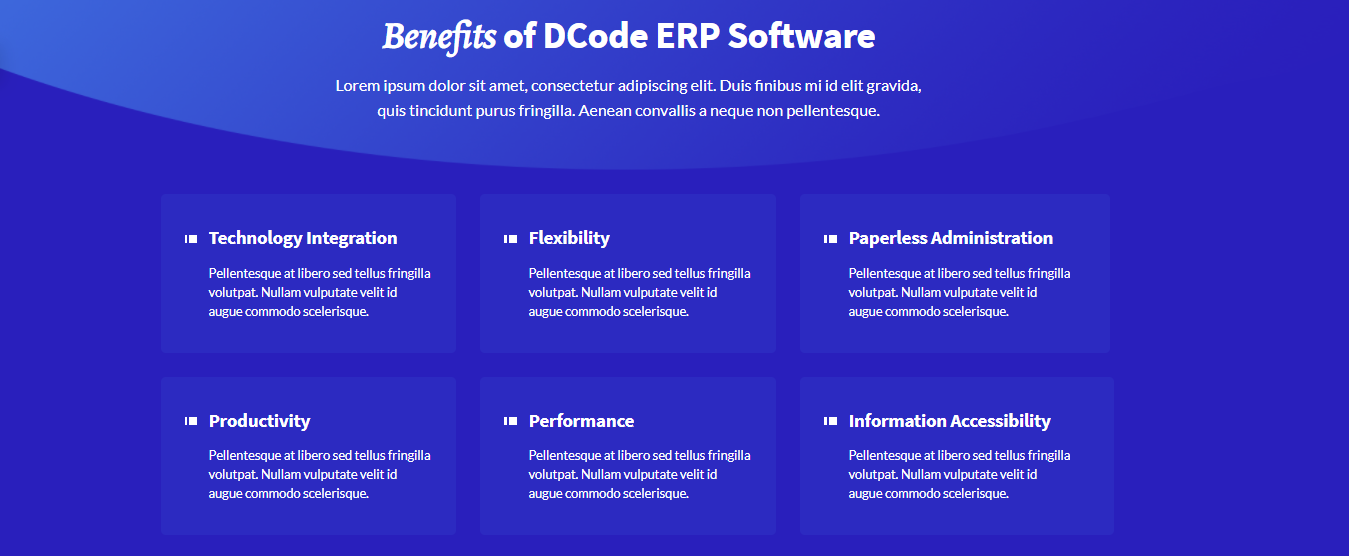 Benefits of DCode ERP Software
Lorem ipsum dolor sit amet, consectetur adipiscing elit. Duis finibus mi id elit gravida,
quis tincidunt purus fringilla. Aenean convallis a neque non pellentesque.
Technology Integration
Pellentesque at libero sed tellus fringilla
volutpat. Nullam vulputate velit id
augue commodo scelerisque.
Flexibility
Pellentesque at libero sed tellus fringilla
volutpat. Nullam vulputate velit id
augue commodo scelerisque.
Paperless Administration
Pellentesque at libero sed tellus fringilla
volutpat. Nullam vulputate velit id
augue commodo scelerisque.
Productivity
Pellentesque at libero sed tellus fringilla
volutpat. Nullam vulputate velit id
augue commodo scelerisque.
Performance
Pellentesque at libero sed tellus fringilla
volutpat. Nullam vulputate velit id
augue commodo scelerisque.
Information Accessibility
Pellentesque at libero sed tellus fringilla
volutpat. Nullam vulputate velit id
augue commodo scelerisque.